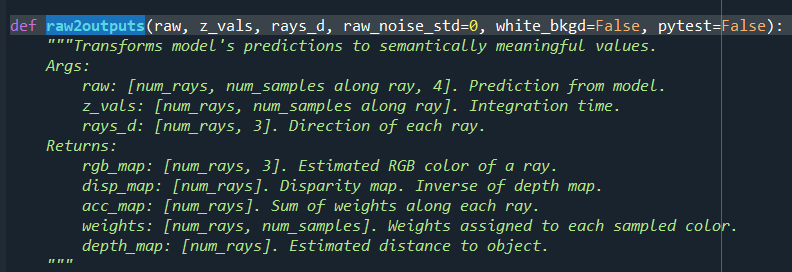 def raw2outputs(raw, z_vals, rays_d, raw_noise_std=0, white_bkgd=False, pytest=False):
    """Transforms model's predictions to semantically meaningful values.
    Args:
        raw: [num_rays, num_samples along ray, 4]. Prediction from model.
        z_vals: [num_rays, num_samples along ray]. Integration time.
        rays_d: [num_rays, 3]. Direction of each ray.
    Returns:
        rgb_map: [num_rays, 3]. Estimated RGB color of a ray.
        disp_map: [num_rays]. Disparity map. Inverse of depth map.
        acc_map: [num_rays]. Sum of weights along each ray.
        weights: [num_rays, num_samples]. Weights assigned to each sampled color.
        depth_map: [num_rays]. Estimated distance to object.
    """